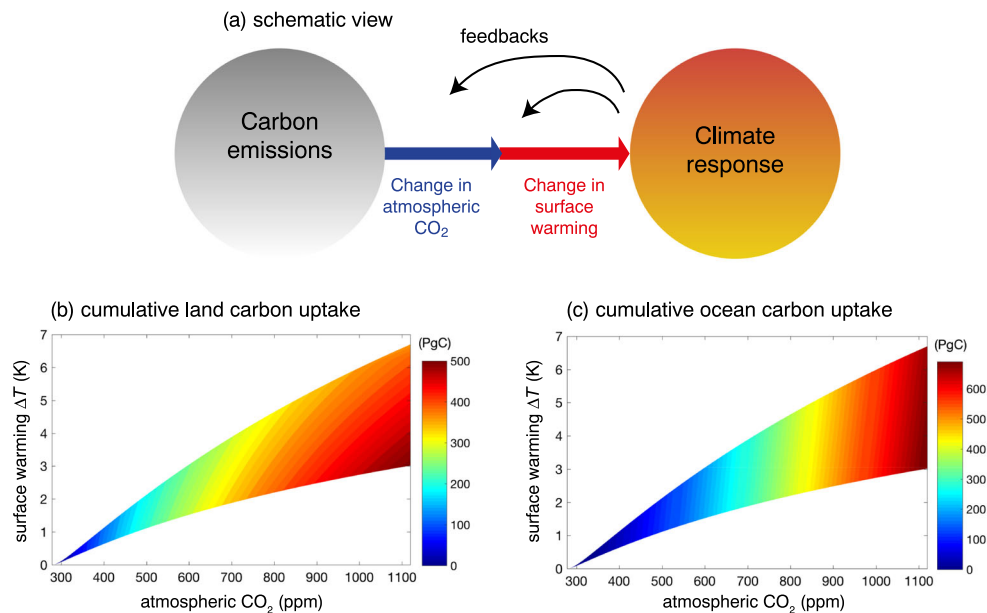 (a) schematic view
feedbacks
Carbon
emissions
Climate
response
Change in
atmospheric
CO₂
Change in
surface
warming
(b) cumulative land carbon uptake
7
6
5
4
3
2
1
0
surface warming ΔT (K)
300 400 500 600 700 800 900 1000 1100
atmospheric CO₂ (ppm)
(PgC)
500
400
300
200
100
0
(c) cumulative ocean carbon uptake
7
6
5
4
3
2
1
0
surface warming ΔT (K)
300 400 500 600 700 800 900 1000 1100
atmospheric CO₂ (ppm)
(PgC)
600
500
400
300
200
100
0